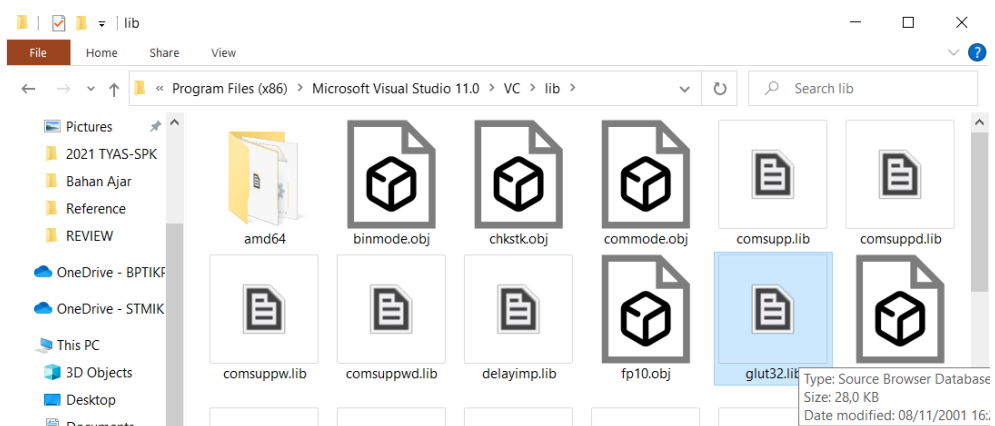 lib
File Home Share View
« Program Files (x86) > Microsoft Visual Studio 11.0 > VC > lib >
Search lib
Pictures
2021 TYAS-SPK
Bahan Ajar
Reference
REVIEW
OneDrive - BPTIKP
OneDrive - STMIK
This PC
3D Objects
Desktop
Documents
amd64 binmode.obj chkstk.obj commode.obj comsupp.lib comsuppd.lib
comsuppw.lib comsuppwd.lib delayimp.lib fp10.obj glut32.lib
Type: Source Browser Database
Size: 28,0 KB
Date modified: 08/11/2001 16: